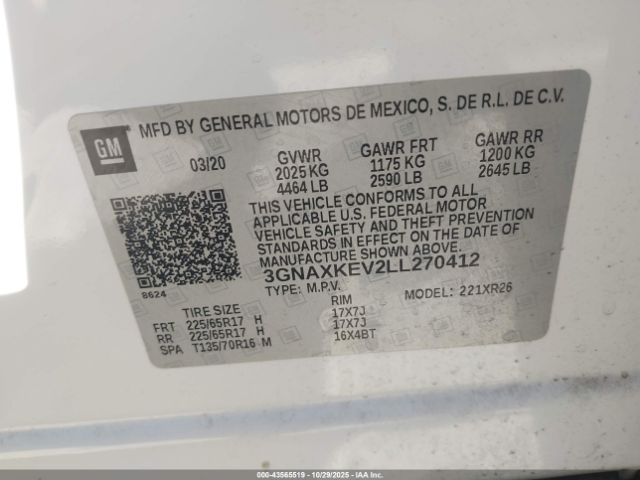 GM
MFD BY GENERAL MOTORS DE MEXICO, S. DE R.L. DE C.V.
03/20 GVWR GAWR FRT GAWR RR
2025 KG 1175 KG 1200 KG
4464 LB 2590 LB 2645 LB
THIS VEHICLE CONFORMS TO ALL
APPLICABLE U.S. FEDERAL MOTOR
VEHICLE SAFETY AND THEFT PREVENTION
STANDARDS IN EFFECT ON THE DATE OF
MANUFACTURE SHOWN ABOVE.
3GNAXKEV2LL270412
8624
TYPE: M.P.V. MODEL: 221XR26
TIRE SIZE RIM
FRT 225/65R17 H 17X7J
RR 225/65R17 H 17X7J
SPA T135/70R16 M 16X4BT
000-43565519 10/29/2025 IAAI.COM